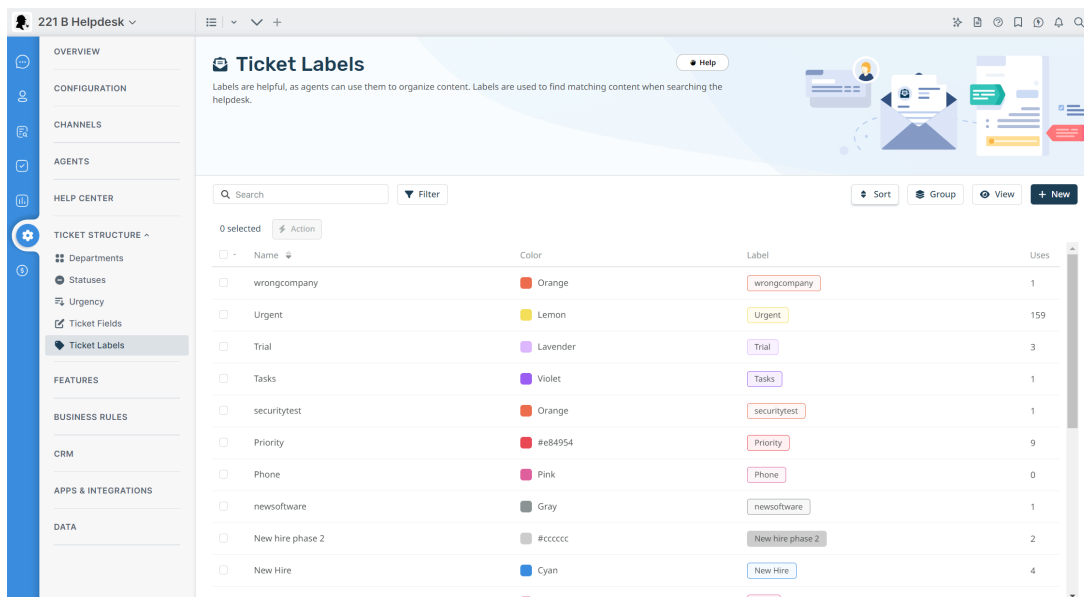 221 B Helpdesk
OVERVIEW
CONFIGURATION
CHANNELS
AGENTS
HELP CENTER
TICKET STRUCTURE
Departments
Statuses
Urgency
Ticket Fields
Ticket Labels
FEATURES
BUSINESS RULES
CRM
APPS & INTEGRATIONS
DATA
Ticket Labels
Help
Labels are helpful, as agents can use them to organize content. Labels are used to find matching content when searching the
helpdesk.
Search Filter Sort Group View + New
0 selected Action
Name Color Label Uses
wrongcompany Orange wrongcompany 1
Urgent Lemon Urgent 159
Trial Lavender Trial 3
Tasks Violet Tasks 1
securitytest Orange securitytest 1
Priority #e84954 Priority 9
Phone Pink Phone 0
newsoftware Gray newsoftware 1
New hire phase 2 #cccccc New hire phase 2 2
New Hire Cyan New Hire 4